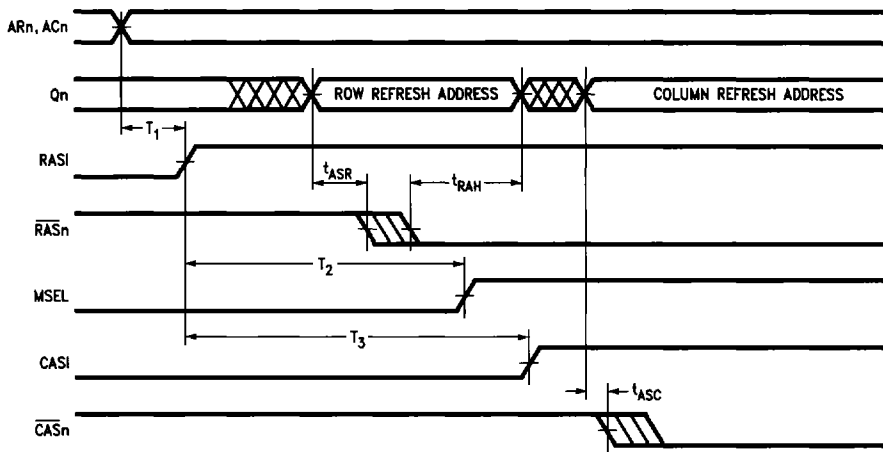 ARn, ACn
Qn
ROW REFRESH ADDRESS
COLUMN REFRESH ADDRESS
T1
RASI
tASR
tRAH
RASn
T2
MSEL
T3
CASI
tASC
CASn